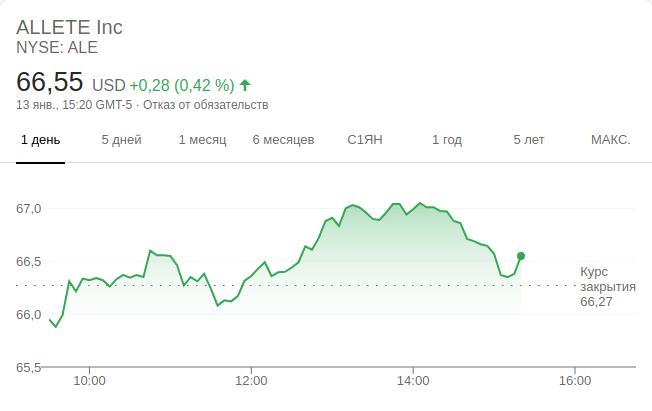 ALLETE Inc
NYSE: ALE
66,55 USD +0,28 (0,42 %)
13 янв., 15:20 GMT-5 · Отказ от обязательств
1 день 5 дней 1 месяц 6 месяцев С1ЯН 1 год 5 лет МАКС.
67,0
66,5
Курс
закрытия
66,27
66,0
65,5
10:00 12:00 14:00 16:00